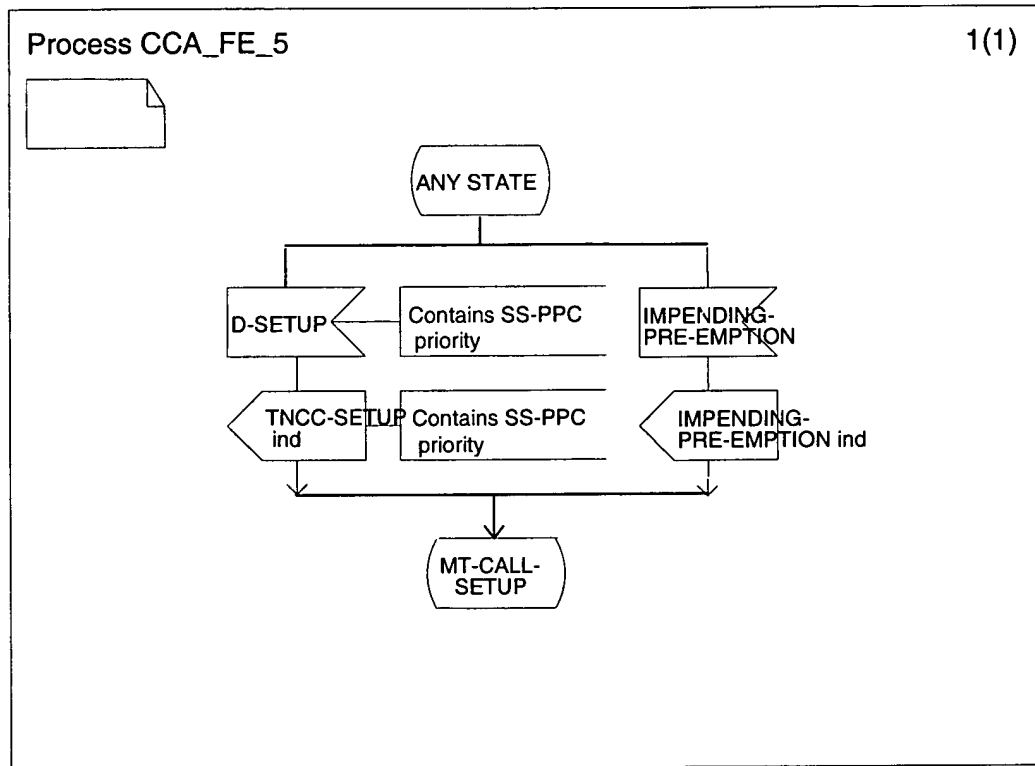 Process CCA_FE_5
1(1)
ANY STATE
D-SETUP
Contains SS-PPC
priority
IMPENDING-
PRE-EMPTION
TNCC-SETUP
ind
Contains SS-PPC
priority
IMPENDING-
PRE-EMPTION ind
MT-CALL-
SETUP